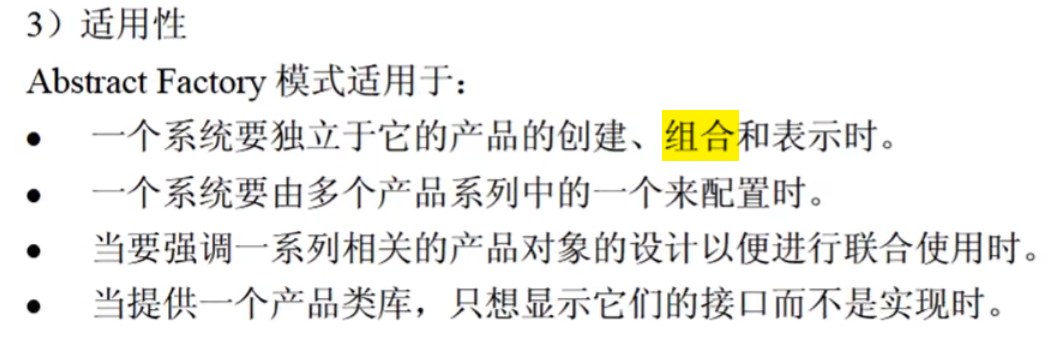 3）适用性
Abstract Factory 模式适用于：
● 一个系统要独立于它的产品的创建、组合和表示时。
● 一个系统要由多个产品系列中的一个来配置时。
● 当要强调一系列相关的产品对象的设计以便进行联合使用时。
● 当提供一个产品类库，只想显示它们的接口而不是实现时。